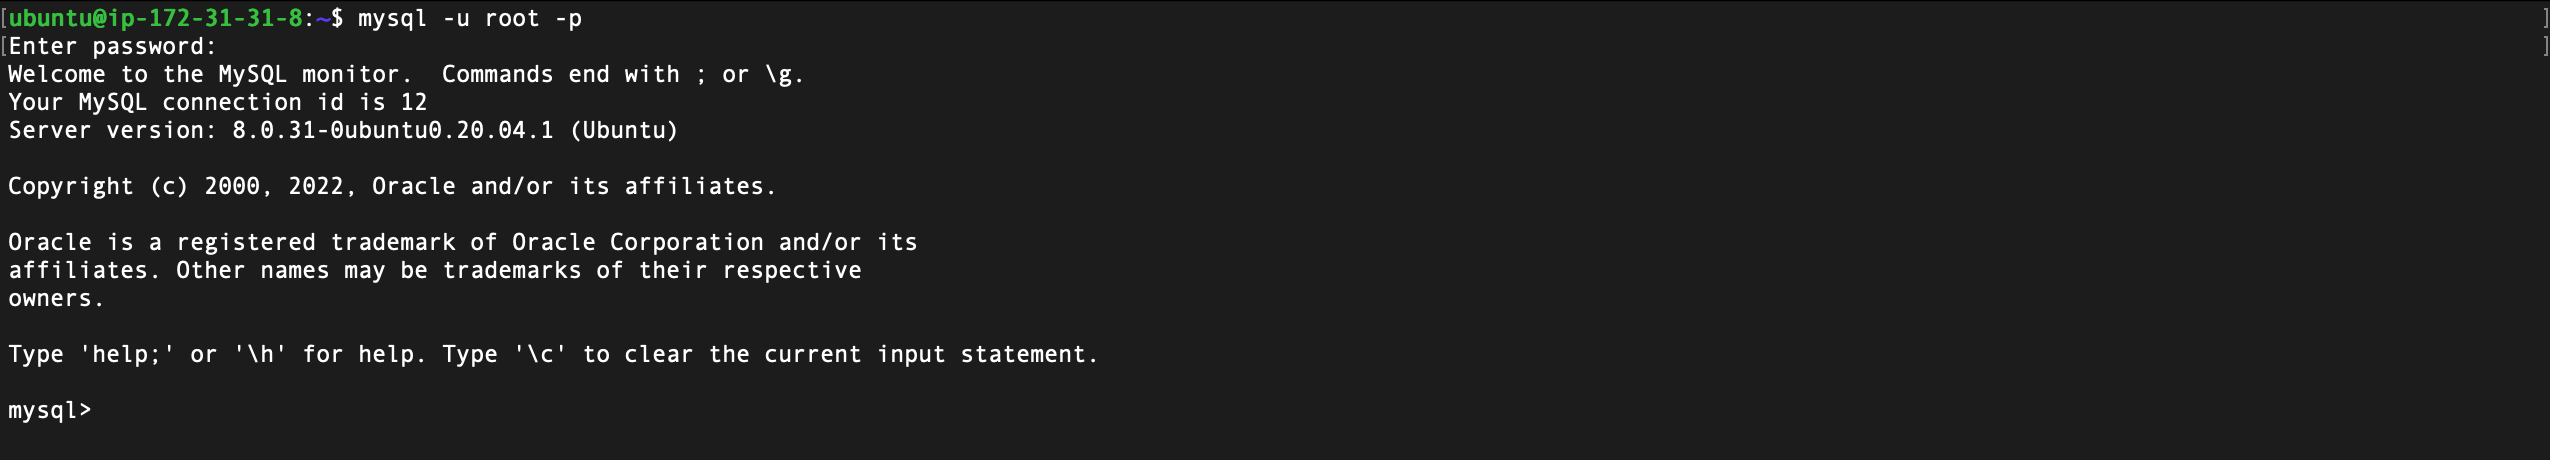 [ubuntu@ip-172-31-31-8:~$ mysql -u root -p ]
[Enter password: ]
Welcome to the MySQL monitor.  Commands end with ; or \g.
Your MySQL connection id is 12
Server version: 8.0.31-0ubuntu0.20.04.1 (Ubuntu)
Copyright (c) 2000, 2022, Oracle and/or its affiliates.
Oracle is a registered trademark of Oracle Corporation and/or its
affiliates. Other names may be trademarks of their respective
owners.
Type 'help;' or '\h' for help. Type '\c' to clear the current input statement.
mysql>